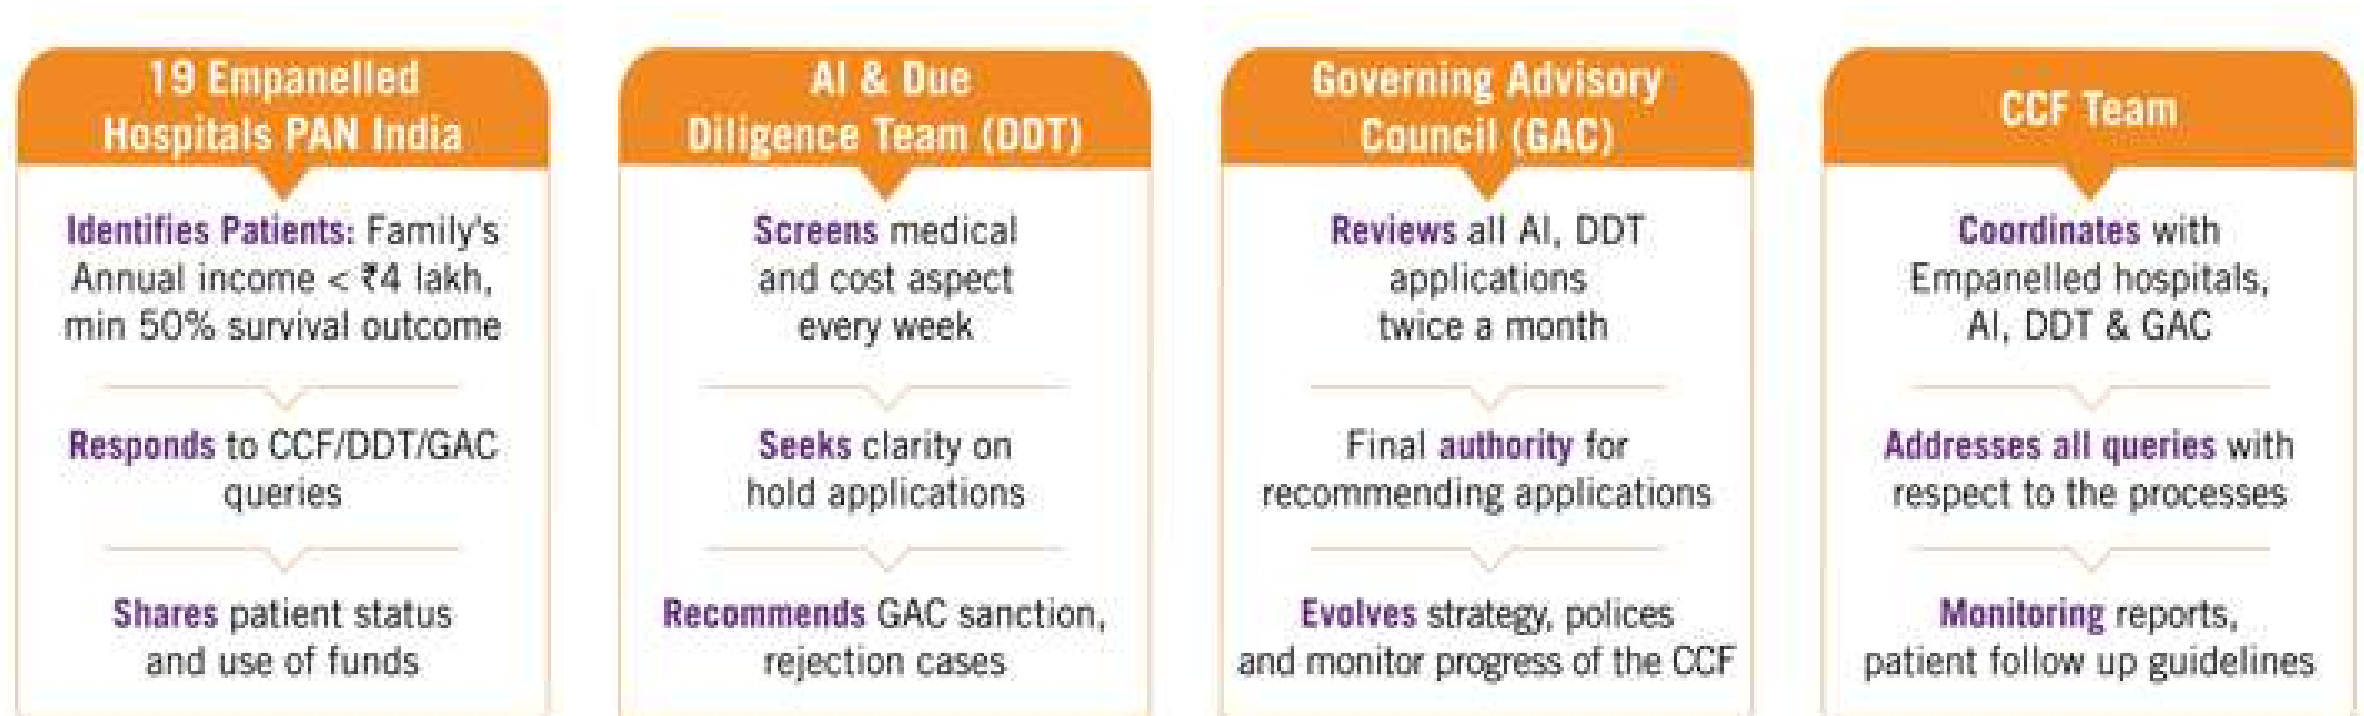 19 Empanelled
Hospitals PAN India
Identifies Patients: Family's
Annual income < ₹4 lakh,
min 50% survival outcome
Responds to CCF/DDT/GAC
queries
Shares patient status
and use of funds
AI & Due
Diligence Team (DDT)
Screens medical
and cost aspect
every week
Seeks clarity on
hold applications
Recommends GAC sanction,
rejection cases
Governing Advisory
Council (GAC)
Reviews all AI, DDT
applications
twice a month
Final authority for
recommending applications
Evolves strategy, polices
and monitor progress of the CCF
CCF Team
Coordinates with
Empanelled hospitals,
AI, DDT & GAC
Addresses all queries with
respect to the processes
Monitoring reports,
patient follow up guidelines